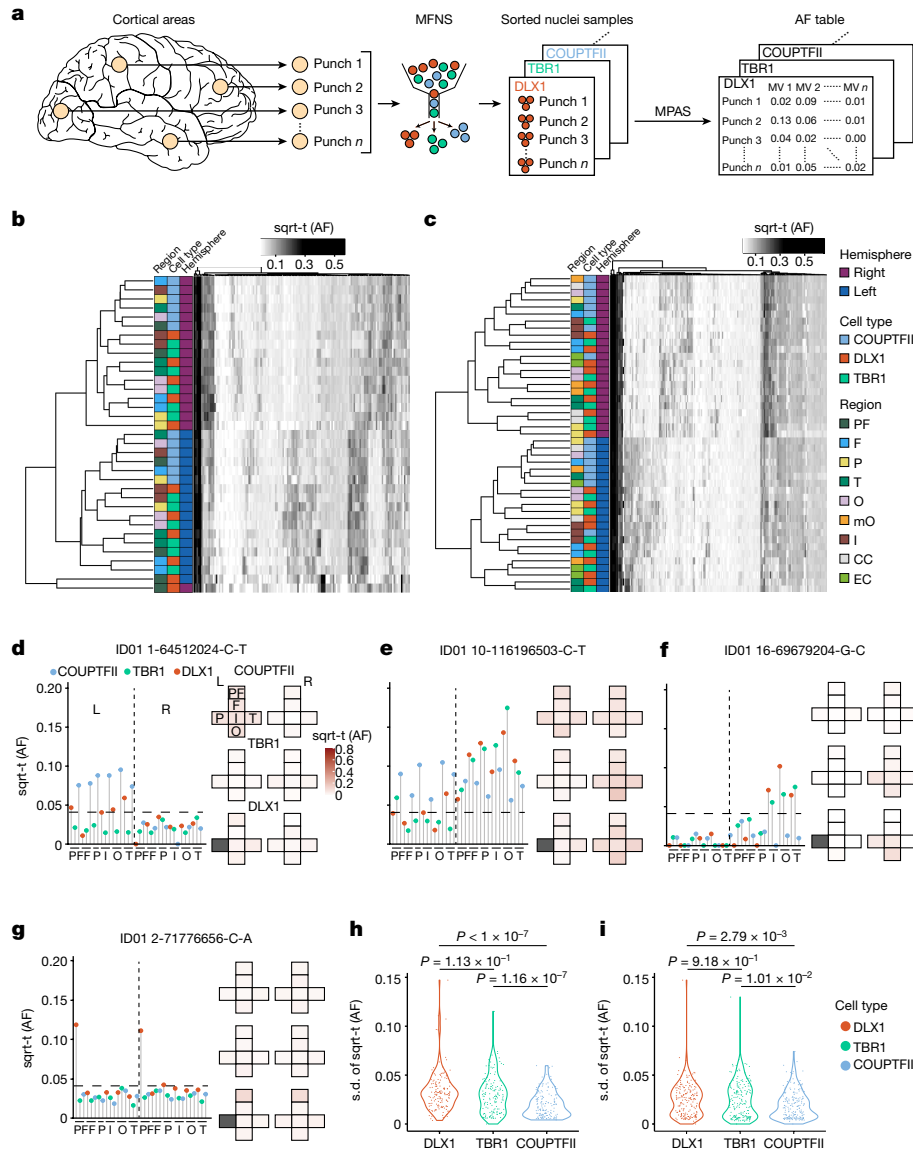 a
Cortical areas
MFNS
Sorted nuclei samples
AF table
Punch 1
Punch 2
Punch 3
Punch n
COUPTFII
TBR1
DLX1
Punch 1
Punch 2
Punch 3
Punch n
MPAS
COUPTFII
TBR1
DLX1
MV 1 MV 2 MV n
Punch 1 0.02 0.09 0.01
Punch 2 0.13 0.06 0.01
Punch 3 0.04 0.02 0.00
Punch n 0.01 0.05 0.02
b
sqrt-t (AF)
0.1 0.3 0.5
Region
Cell type
Hemisphere
c
sqrt-t (AF)
0.1 0.3 0.5
Region
Cell type
Hemisphere
Hemisphere
Right
Left
Cell type
COUPTFII
DLX1
TBR1
Region
PF
F
P
T
O
mO
I
CC
EC
d
ID01 1-64512024-C-T
COUPTFII TBR1 DLX1
sqrt-t (AF)
0.20
0.15
0.10
0.05
0
L R
PFF P I O T PFF P I O T
COUPTFII
L R
PF
F
P I T
O
TBR1
DLX1
sqrt-t (AF)
0.8
0.6
0.4
0.2
0
e
ID01 10-116196503-C-T
PFF P I O T PFF P I O T
f
ID01 16-69679204-G-C
PFF P I O T PFF P I O T
g
ID01 2-71776656-C-A
sqrt-t (AF)
0.20
0.15
0.10
0.05
0
PFF P I O T PFF P I O T
h
P < 1 × 10⁻⁷
P = 1.13 × 10⁻¹
P = 1.16 × 10⁻⁷
s.d. of sqrt-t (AF)
0.15
0.10
0.05
0
DLX1 TBR1 COUPTFII
i
P = 2.79 × 10⁻³
P = 9.18 × 10⁻¹
P = 1.01 × 10⁻²
s.d. of sqrt-t (AF)
0.15
0.10
0.05
0
DLX1 TBR1 COUPTFII
Cell type
DLX1
TBR1
COUPTFII